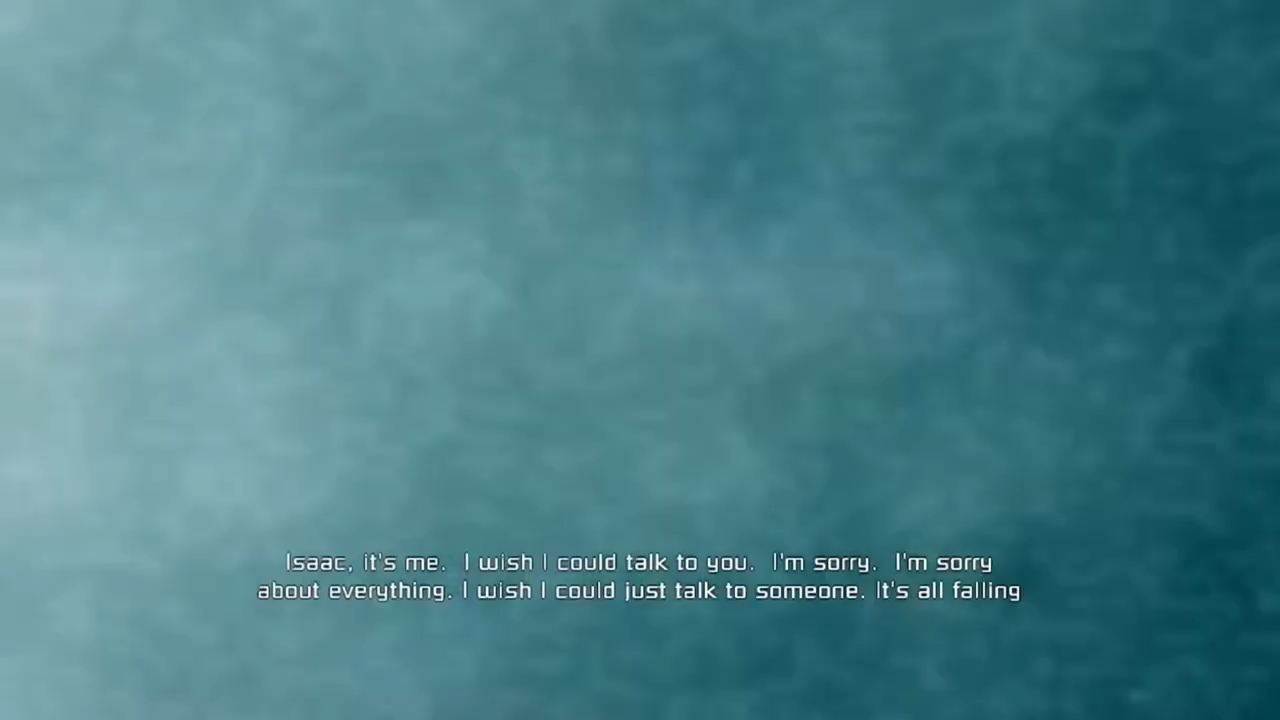 Isaac, it's me.  I wish I could talk to you.  I'm sorry.  I'm sorry
about everything. I wish I could just talk to someone. It's all falling